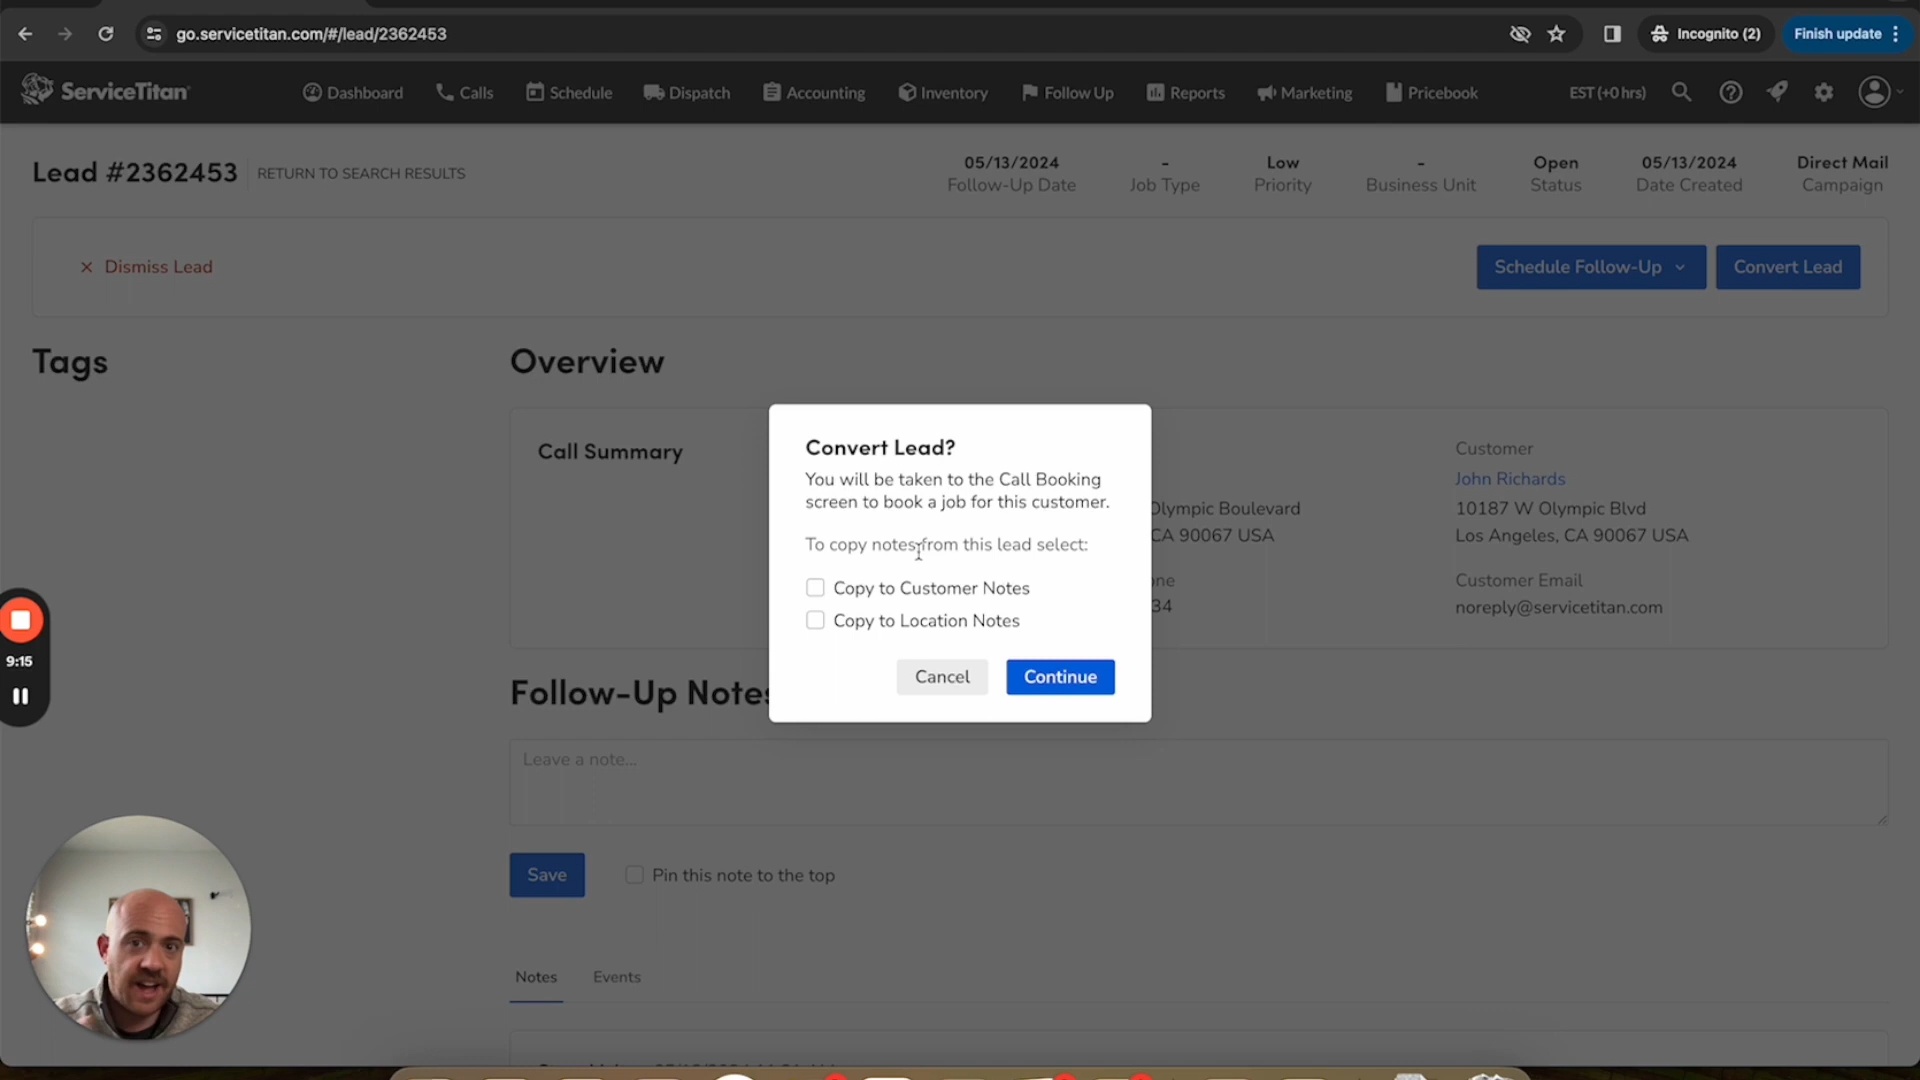 go.servicetitan.com/#/lead/2362453
Incognito (2)
Finish update
ServiceTitan
Dashboard
Calls
Schedule
Dispatch
Accounting
Inventory
Follow Up
Reports
Marketing
Pricebook
EST (+0 hrs)
Lead #2362453
RETURN TO SEARCH RESULTS
05/13/2024
Follow-Up Date
-
Job Type
Low
Priority
-
Business Unit
Open
Status
05/13/2024
Date Created
Direct Mail
Campaign
× Dismiss Lead
Schedule Follow-Up
Convert Lead
Tags
Overview
Call Summary
Olympic Boulevard
CA 90067 USA
34
Customer
John Richards
10187 W Olympic Blvd
Los Angeles, CA 90067 USA
Customer Email
noreply@servicetitan.com
Convert Lead?
You will be taken to the Call Booking
screen to book a job for this customer.
To copy notes from this lead select:
Copy to Customer Notes
Copy to Location Notes
Cancel
Continue
9:15
Follow-Up Notes
Leave a note...
Save
Pin this note to the top
Notes
Events